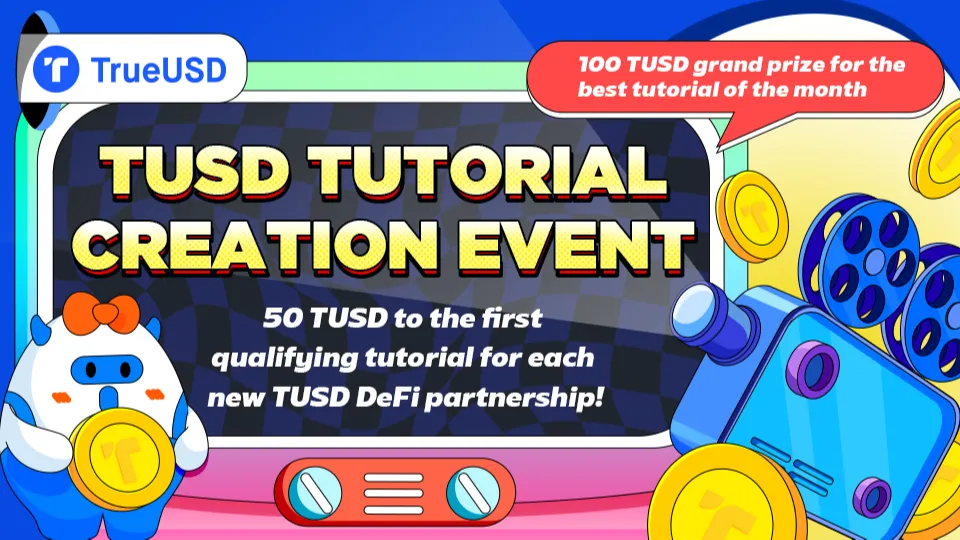 TrueUSD
100 TUSD grand prize for the
best tutorial of the month
TUSD TUTORIAL
CREATION EVENT
50 TUSD to the first
qualifying tutorial for each
new TUSD DeFi partnership!